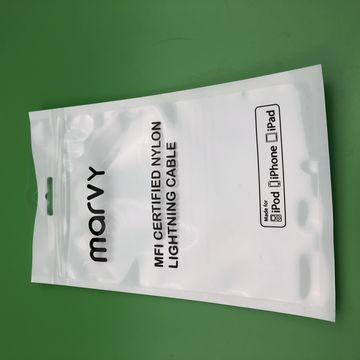 marvy
MFI CERTIFIED NYLON
LIGHTNING CABLE
Made for
iPod iPhone iPad